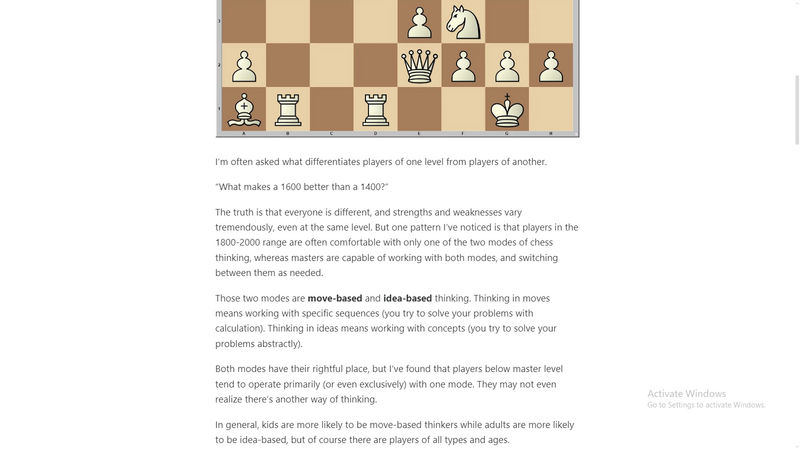 3
2
1
A B C D E F G H
I'm often asked what differentiates players of one level from players of another.
"What makes a 1600 better than a 1400?"
The truth is that everyone is different, and strengths and weaknesses vary
tremendously, even at the same level. But one pattern I've noticed is that players in the
1800-2000 range are often comfortable with only one of the two modes of chess
thinking, whereas masters are capable of working with both modes, and switching
between them as needed.
Those two modes are move-based and idea-based thinking. Thinking in moves
means working with specific sequences (you try to solve your problems with
calculation). Thinking in ideas means working with concepts (you try to solve your
problems abstractly).
Both modes have their rightful place, but I've found that players below master level
tend to operate primarily (or even exclusively) with one mode. They may not even
realize there's another way of thinking.
In general, kids are more likely to be move-based thinkers while adults are more likely
to be idea-based, but of course there are players of all types and ages.
Activate Windows
Go to Settings to activate Windows.